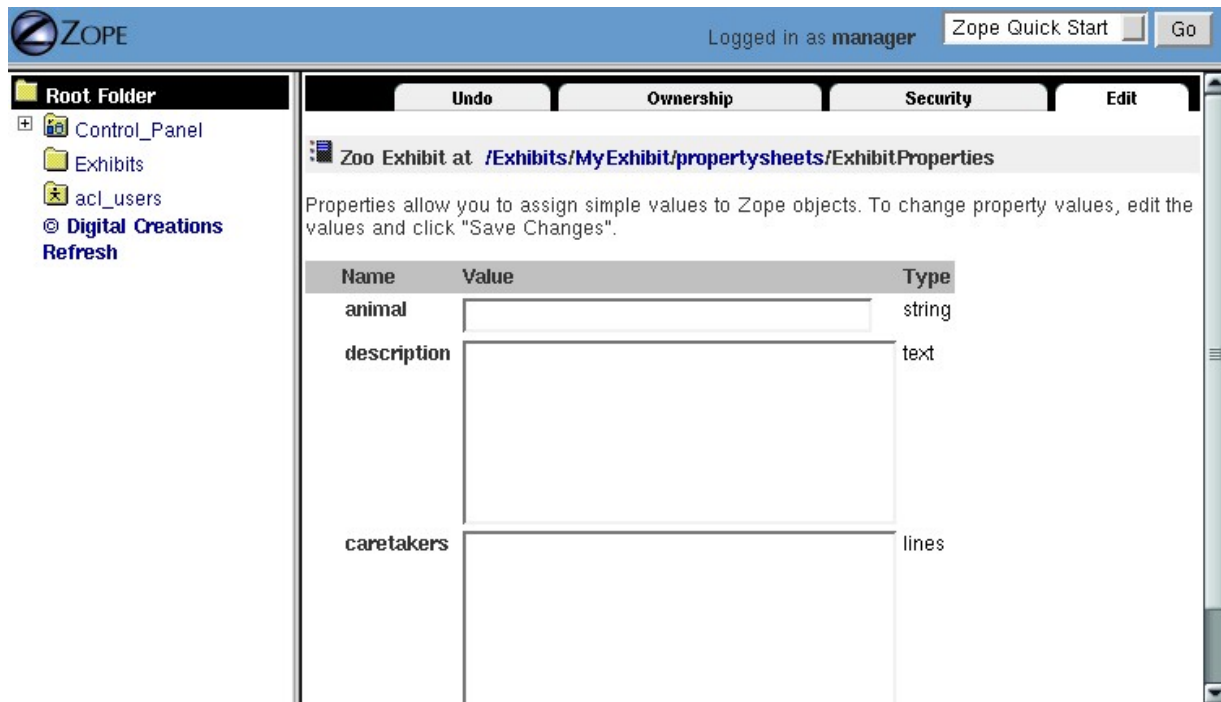 ZOPE
Logged in as manager
Zope Quick Start
Go
Root Folder
Control_Panel
Exhibits
acl_users
© Digital Creations
Refresh
Undo
Ownership
Security
Edit
Zoo Exhibit at /Exhibits/MyExhibit/propertysheets/ExhibitProperties
Properties allow you to assign simple values to Zope objects. To change property values, edit the
values and click "Save Changes".
Name Value Type
animal string
description text
caretakers lines